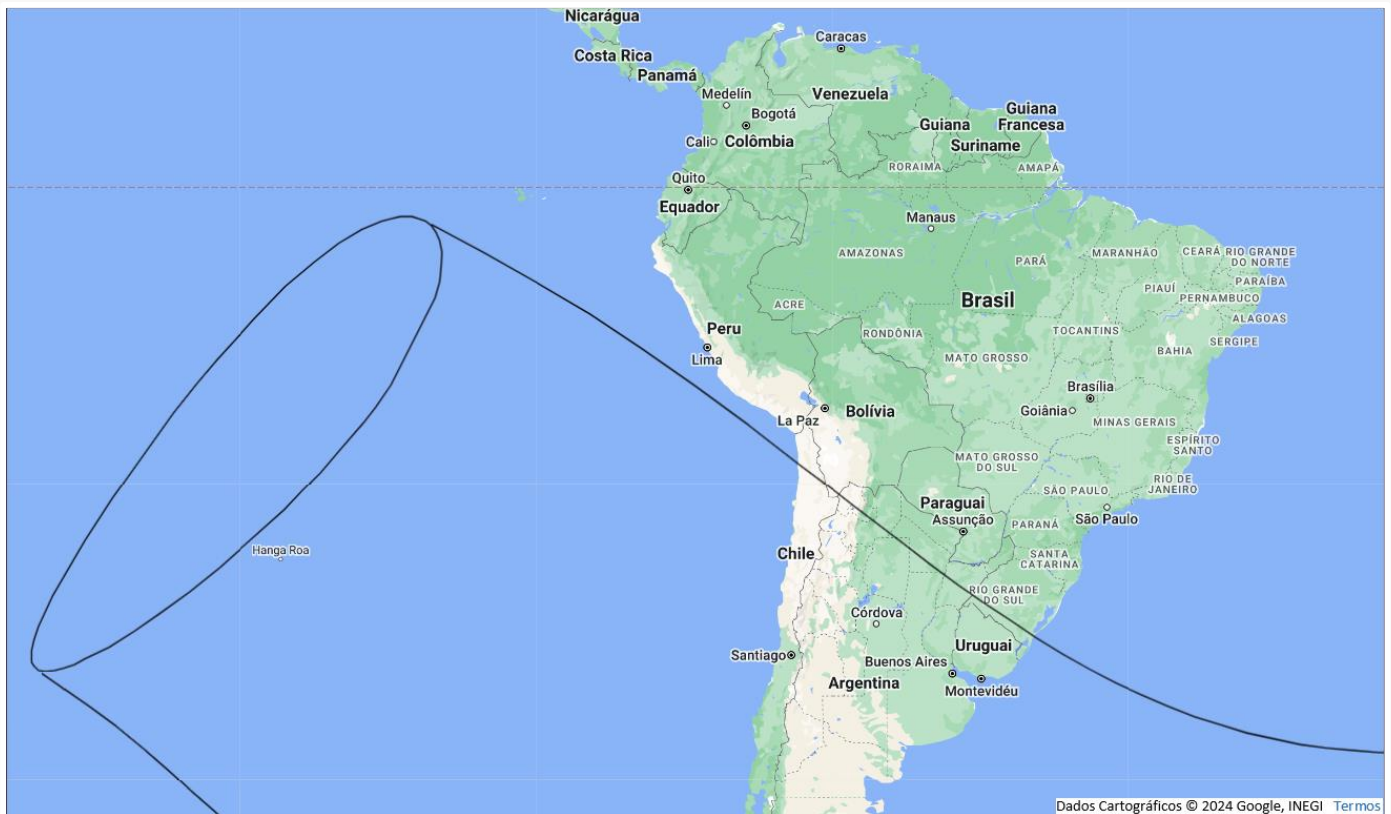 Nicarágua
Caracas
Costa Rica
Panamá
Medelín
Venezuela
Bogotá
Guiana
Guiana
Francesa
Cali
Colômbia
Suriname
RORAIMA
AMAPÁ
Quito
Equador
Manaus
AMAZONAS
PARÁ
MARANHÃO
CEARÁ
RIO GRANDE
DO NORTE
PARAÍBA
PIAUÍ
PERNAMBUCO
ACRE
Brasil
ALAGOAS
Peru
RONDÔNIA
TOCANTINS
SERGIPE
Lima
MATO GROSSO
BAHIA
Brasília
La Paz
Bolívia
Goiânia
MINAS GERAIS
ESPÍRITO
SANTO
MATO GROSSO
DO SUL
SÃO PAULO
RIO DE
JANEIRO
Paraguai
Assunção
PARANÁ
São Paulo
Hanga Roa
Chile
SANTA
CATARINA
RIO GRANDE
DO SUL
Córdova
Uruguai
Santiago
Buenos Aires
Argentina
Montevidéu
Dados Cartográficos © 2024 Google, INEGI Termos